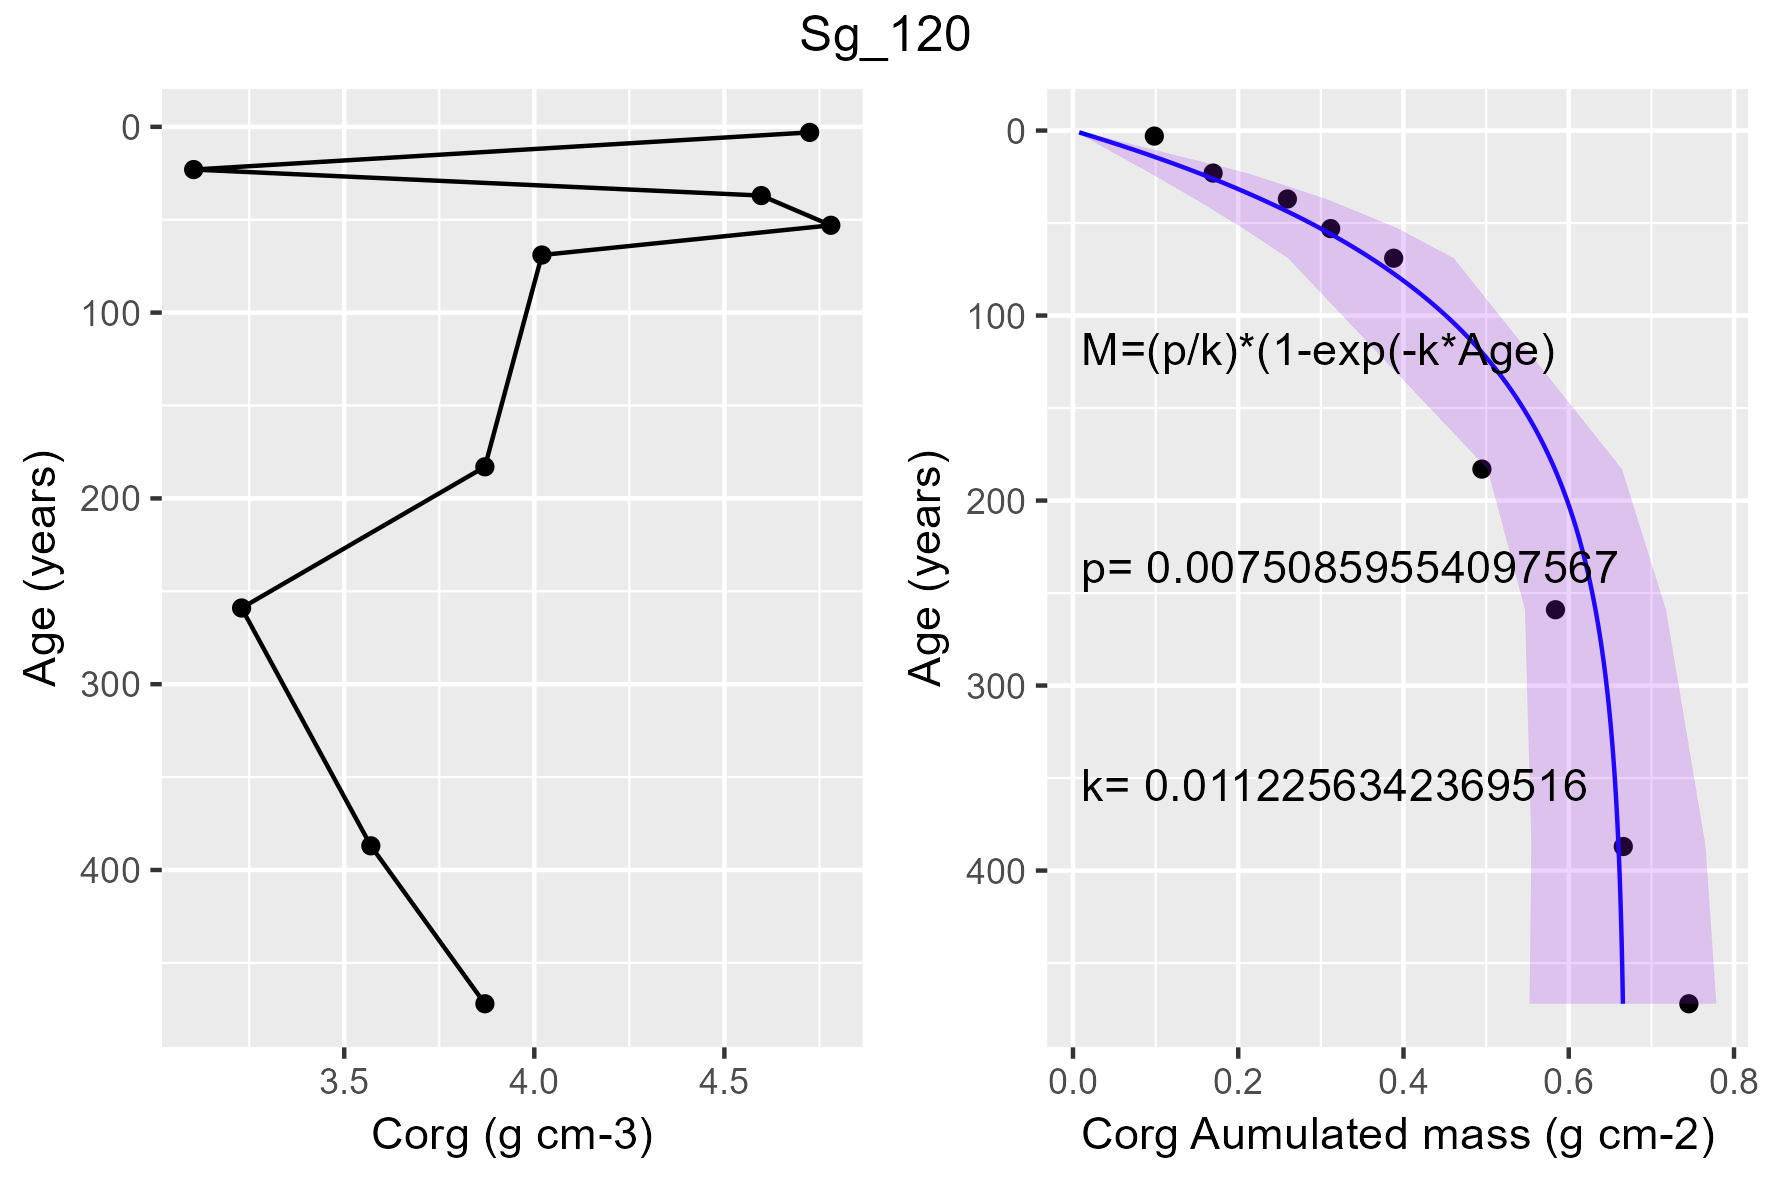 Sg_120
0
100
200
300
400
Age (years)
3.5 4.0 4.5
Corg (g cm-3)
0
100
200
300
400
Age (years)
M=(p/k)*(1-exp(-k*Age)
p= 0.00750859554097567
k= 0.0112256342369516
0.0 0.2 0.4 0.6 0.8
Corg Aumulated mass (g cm-2)